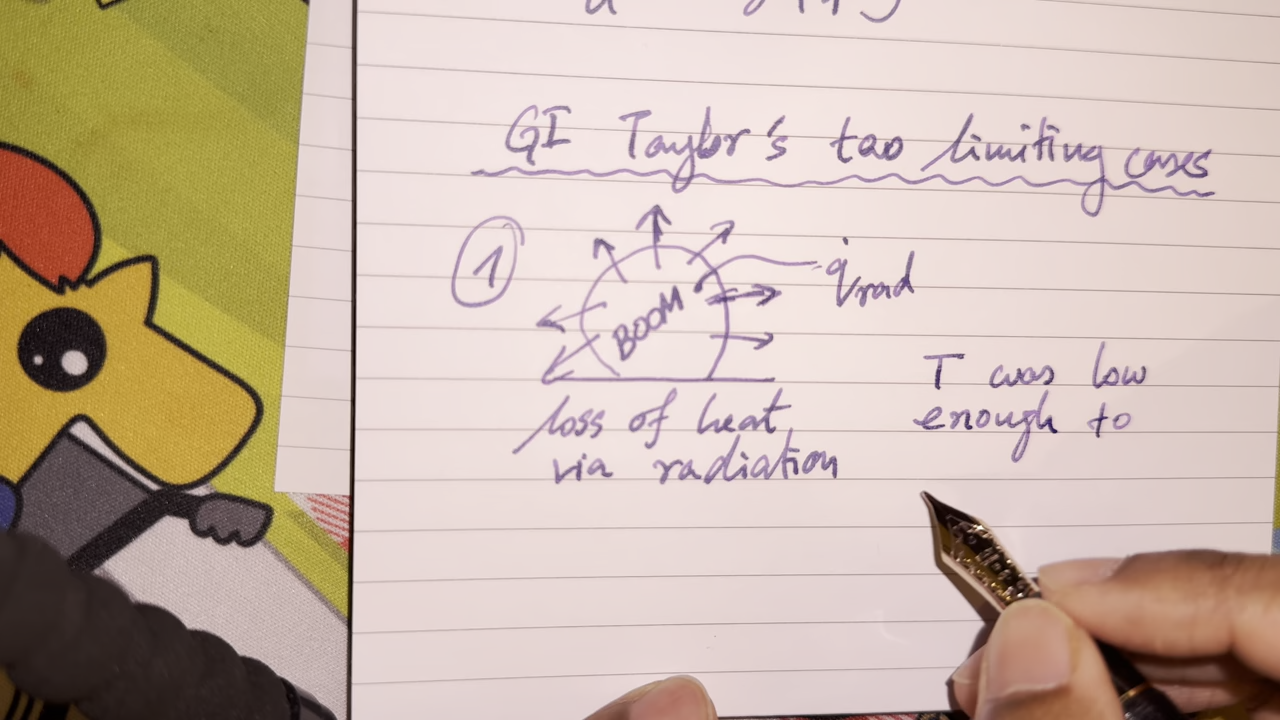 GI Taylor's two limiting cases
1
BOOM
q̇rad
loss of heat
via radiation
T was low
enough to